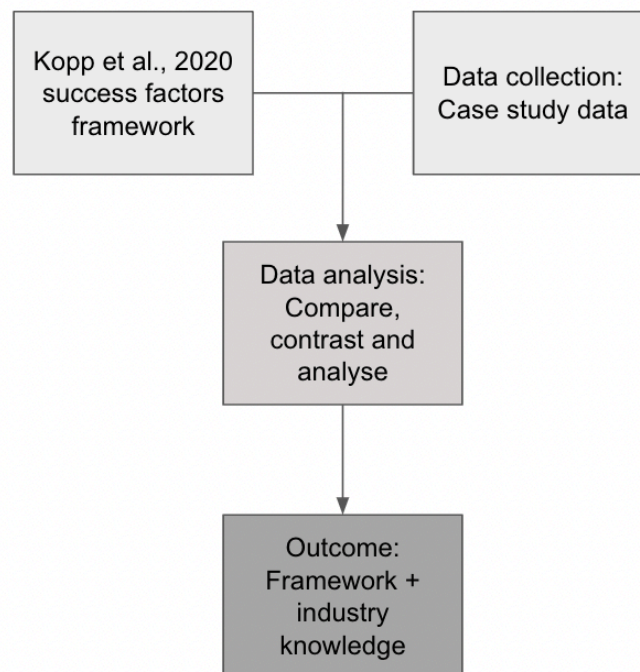 Kopp et al., 2020
success factors
framework
Data collection:
Case study data
Data analysis:
Compare,
contrast and
analyse
Outcome:
Framework +
industry
knowledge